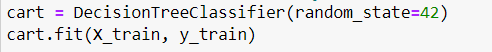 cart = DecisionTreeClassifier(random_state=42)
cart.fit(X_train, y_train)